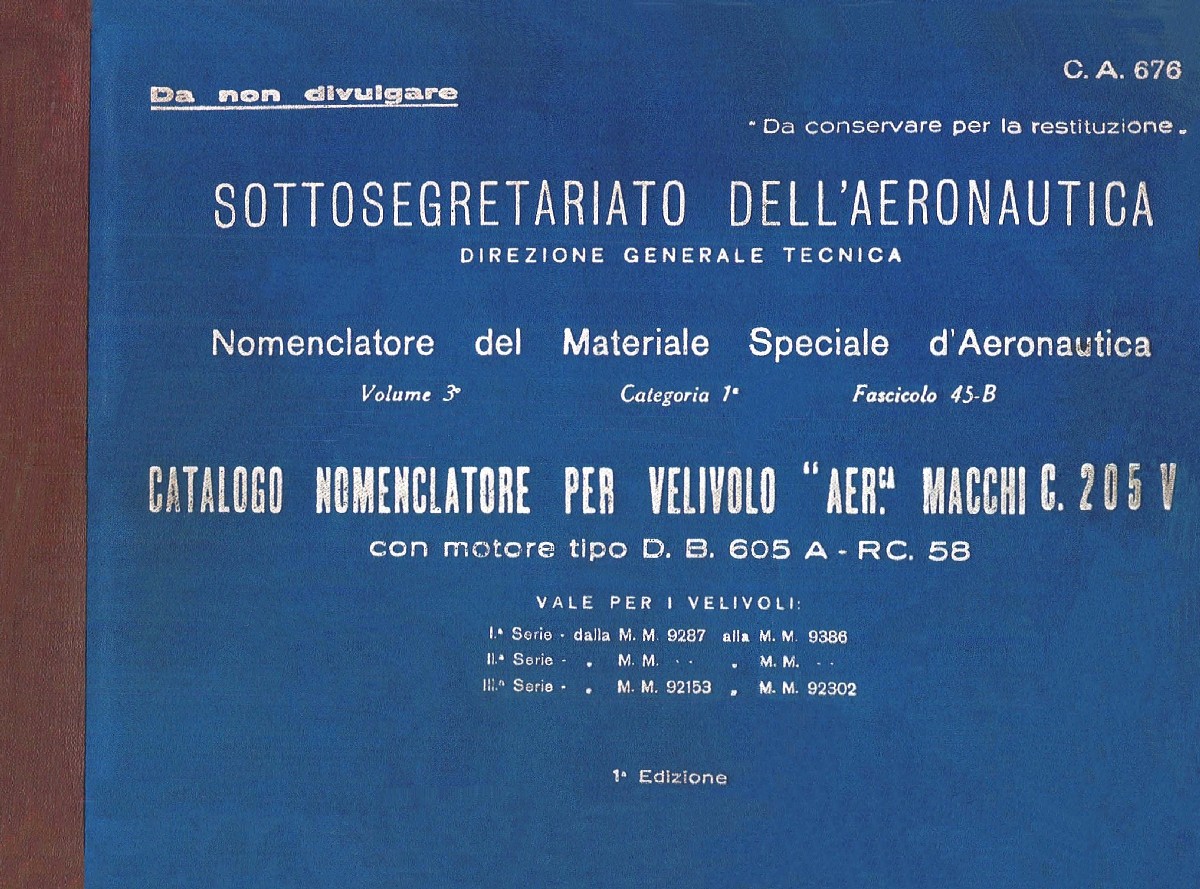 Da non divulgare
C. A. 676
"Da conservare per la restituzione„
SOTTOSEGRETARIATO DELL'AERONAUTICA
DIREZIONE GENERALE TECNICA
Nomenclatore del Materiale Speciale d'Aeronautica
Volume 3° Categoria 1ª Fascicolo 45-B
CATALOGO NOMENCLATORE PER VELIVOLO "AER.CA MACCHI C. 205 V
con motore tipo D. B. 605 A - RC. 58
VALE PER I VELIVOLI:
I.ª Serie - dalla M. M. 9287 alla M. M. 9386
II.ª Serie - „ M. M. - - „ M. M. - -
III.ª Serie - „ M. M. 92153 „ M. M. 92302
1ª Edizione